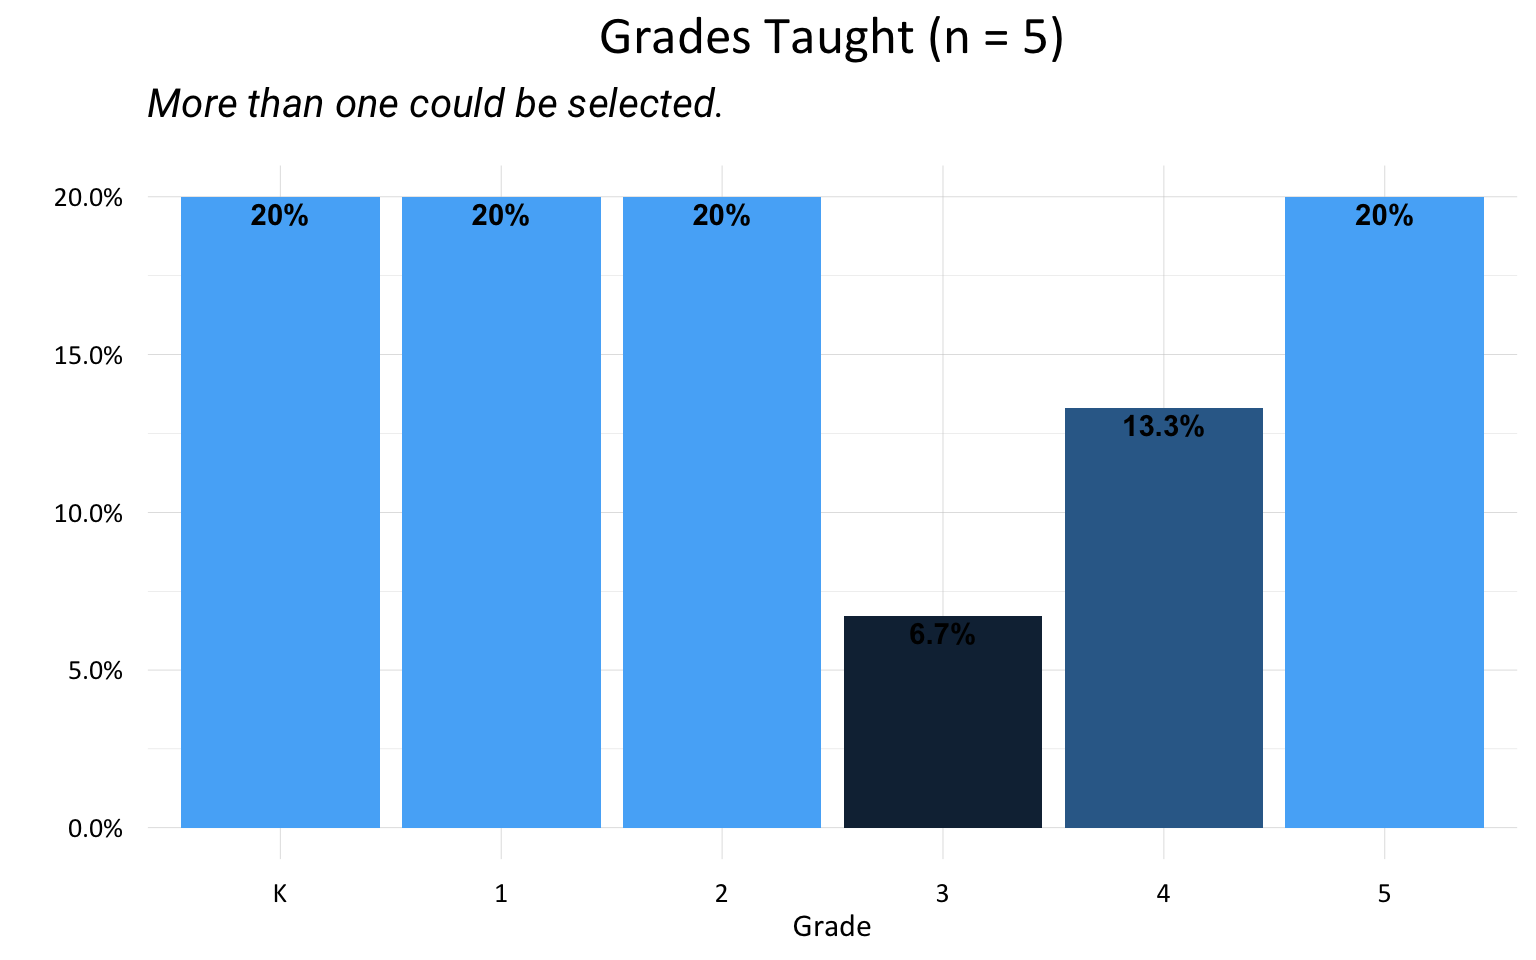 Grades Taught (n = 5)
More than one could be selected.
20.0%
15.0%
10.0%
5.0%
0.0%
20%
20%
20%
6.7%
13.3%
20%
K 1 2 3 4 5
Grade